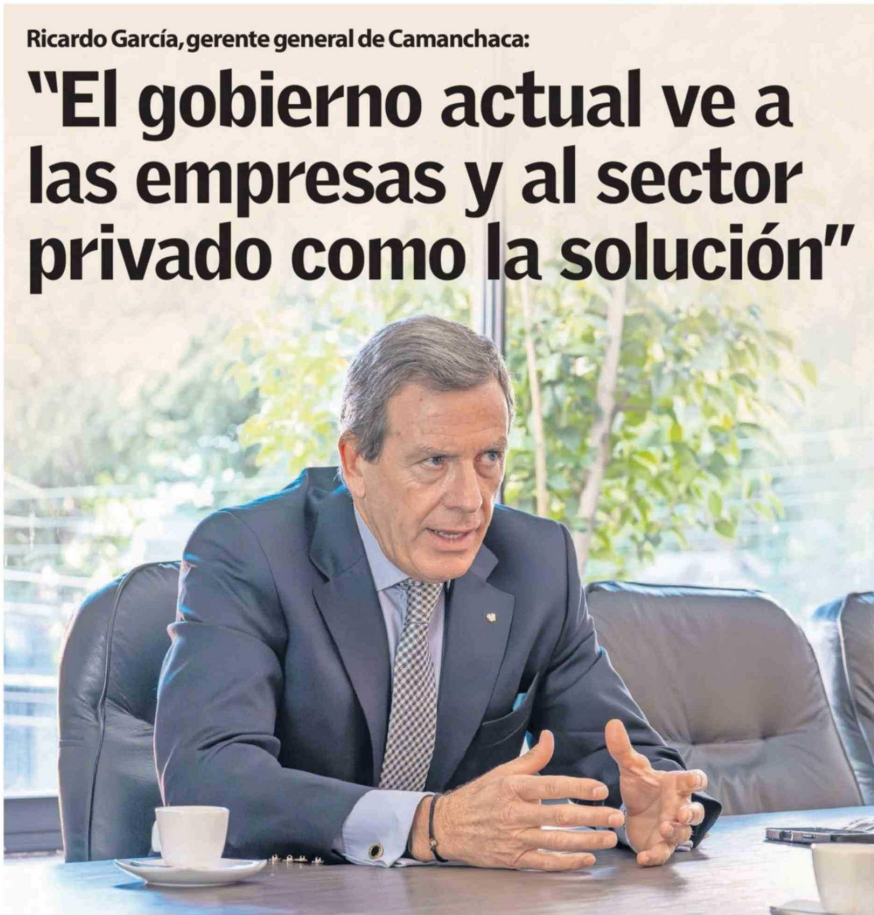 Ricardo García, gerente general de Camanchaca:
“El gobierno actual ve a
las empresas y al sector
privado como la solución”